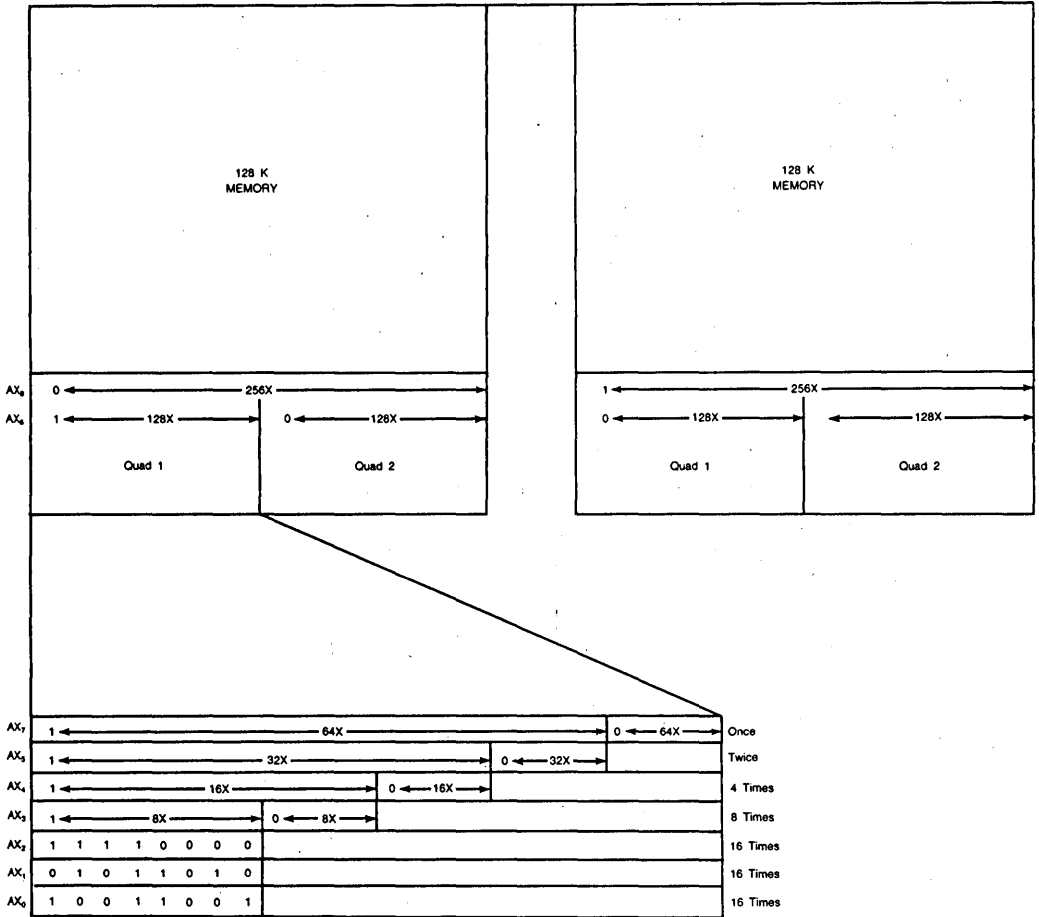 128 K
MEMORY
128 K
MEMORY
AX₈ 0 256X 1 256X
AX₆ 1 128X 0 128X 0 128X 128X
Quad 1 Quad 2 Quad 1 Quad 2
AX₇ 1 64X 0 64X Once
AX₅ 1 32X 0 32X Twice
AX₄ 1 16X 0 16X 4 Times
AX₃ 1 8X 0 8X 8 Times
AX₂ 1 1 1 1 0 0 0 0 16 Times
AX₁ 0 1 0 1 1 0 1 0 16 Times
AX₀ 1 0 0 1 1 0 0 1 16 Times